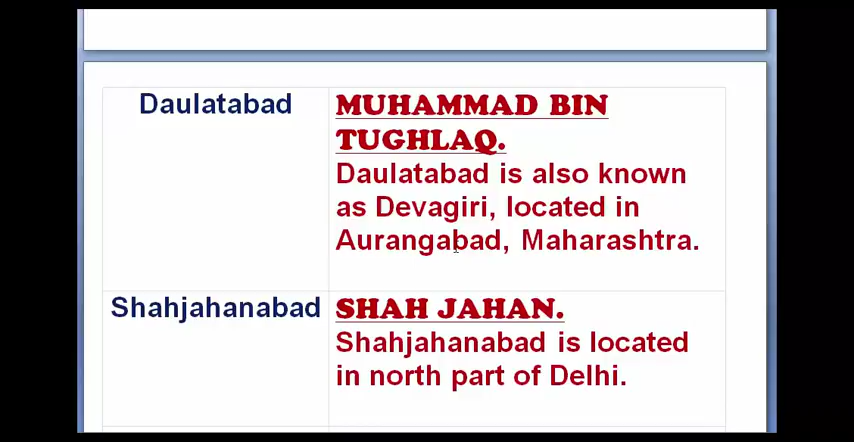 Daulatabad
MUHAMMAD BIN
TUGHLAQ.
Daulatabad is also known
as Devagiri, located in
Aurangabad, Maharashtra.
Shahjahanabad
SHAH JAHAN.
Shahjahanabad is located
in north part of Delhi.